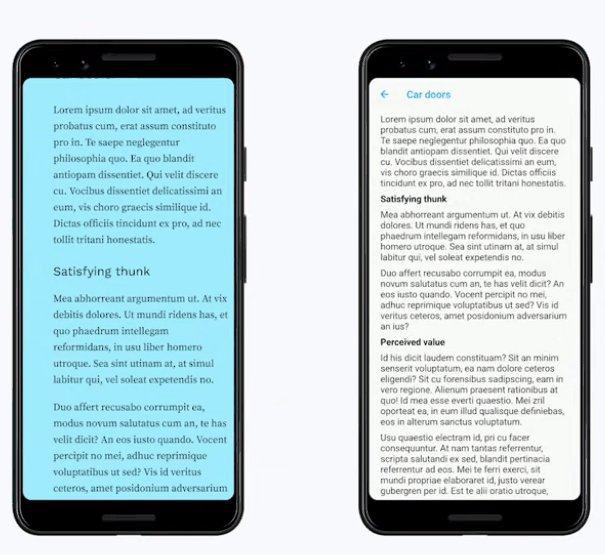 Lorem ipsum dolor sit amet, ad veritus
probatus cum, erat assum constituto
pro in. Te saepe neglegentur
philosophia quo. Ea quo blandit
antiopam dissentiet. Qui velit discere
cu. Vocibus dissentiet delicatissimi an
eum, vis choro graecis similique id.
Dictas officiis tincidunt ex pro, ad nec
tollit tritani honestatis.
Satisfying thunk
Mea abhorreant argumentum ut. At vix
debitis dolores. Ut mundi ridens has, et
quo phaedrum intellegam
reformidans, in usu liber homero
utroque. Sea sint utinam at, at simul
labitur qui, vel soleat expetendis no.
Duo affert recusabo corrumpit ea,
modus novum salutatus cum an, te has
velit dicit? An eos iusto quando. Vocent
percipit no mei, adhuc reprimique
voluptatibus ut sed? Vis id veritus
ceteros, amet posidonium adversarium
Car doors
Lorem ipsum dolor sit amet, ad veritus
probatus cum, erat assum constituto pro in.
Te saepe neglegentur philosophia quo. Ea quo
blandit antiopam dissentiet. Qui velit discere
cu. Vocibus dissentiet delicatissimi an eum,
vis choro graecis similique id. Dictas officiis
tincidunt ex pro, ad nec tollit tritani honestatis.
Satisfying thunk
Mea abhorreant argumentum ut. At vix debitis
dolores. Ut mundi ridens has, et quo
phaedrum intellegam reformidans, in usu liber
homero utroque. Sea sint utinam at, at simul
labitur qui, vel soleat expetendis no.
Duo affert recusabo corrumpit ea, modus
novum salutatus cum an, te has velit dicit? An
eos iusto quando. Vocent percipit no mei,
adhuc reprimique voluptatibus ut sed? Vis id
veritus ceteros, amet posidonium adversarium
an ius?
Perceived value
Id his dicit laudem constituam? Sit an minim
senserit voluptatum, ea nam dolore ceteros
eligendi? Sit cu forensibus sadipscing, eam in
vero regione. Alienum praesent rationibus at
quo! Id mea esse everti quaestio. Mei zril
oporteat ea, in eum illud qualisque definiebas,
eos in alterum sanctus voluptatum.
Usu quaestio electram id, pri cu facer
consequuntur. At nam tantas referrentur,
scripta salutandi ex sed, blandit pertinacia
referrentur ad eos. Mei te ferri exerci, sit
mundi propriae elaboraret id, justo verear
gubergren per id. Est te alii oratio utroque,